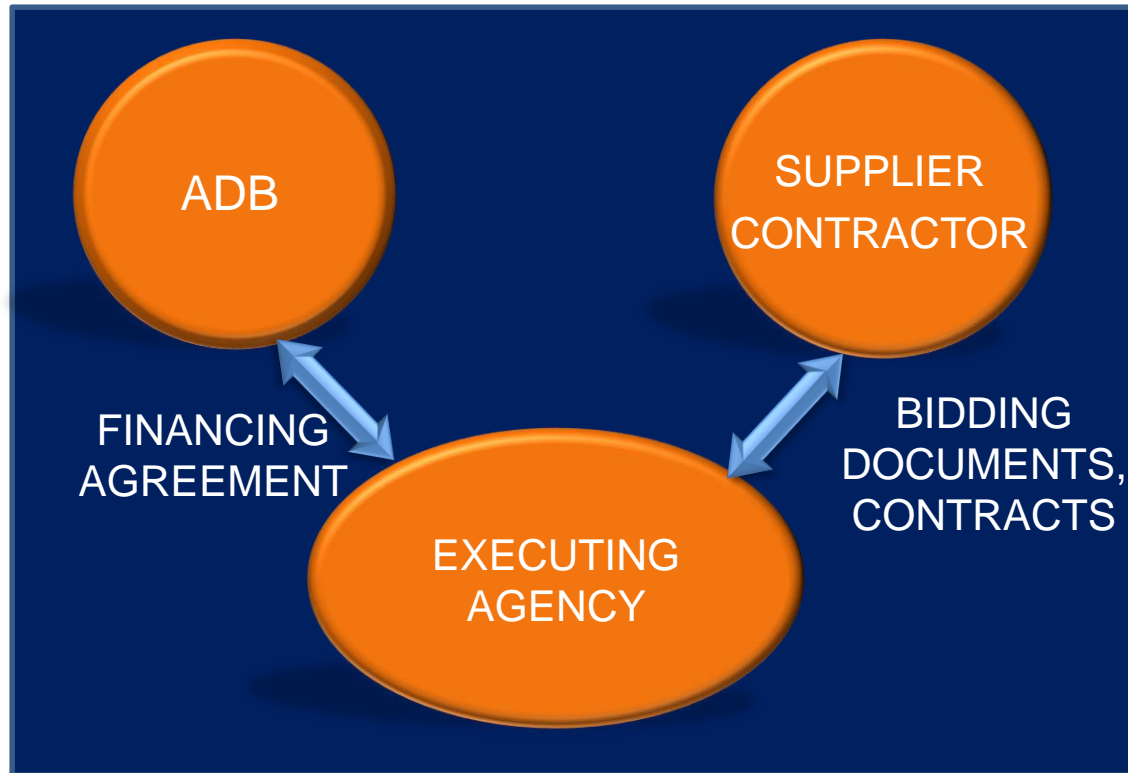 ADB
SUPPLIER
CONTRACTOR
FINANCING
AGREEMENT
BIDDING
DOCUMENTS,
CONTRACTS
EXECUTING
AGENCY